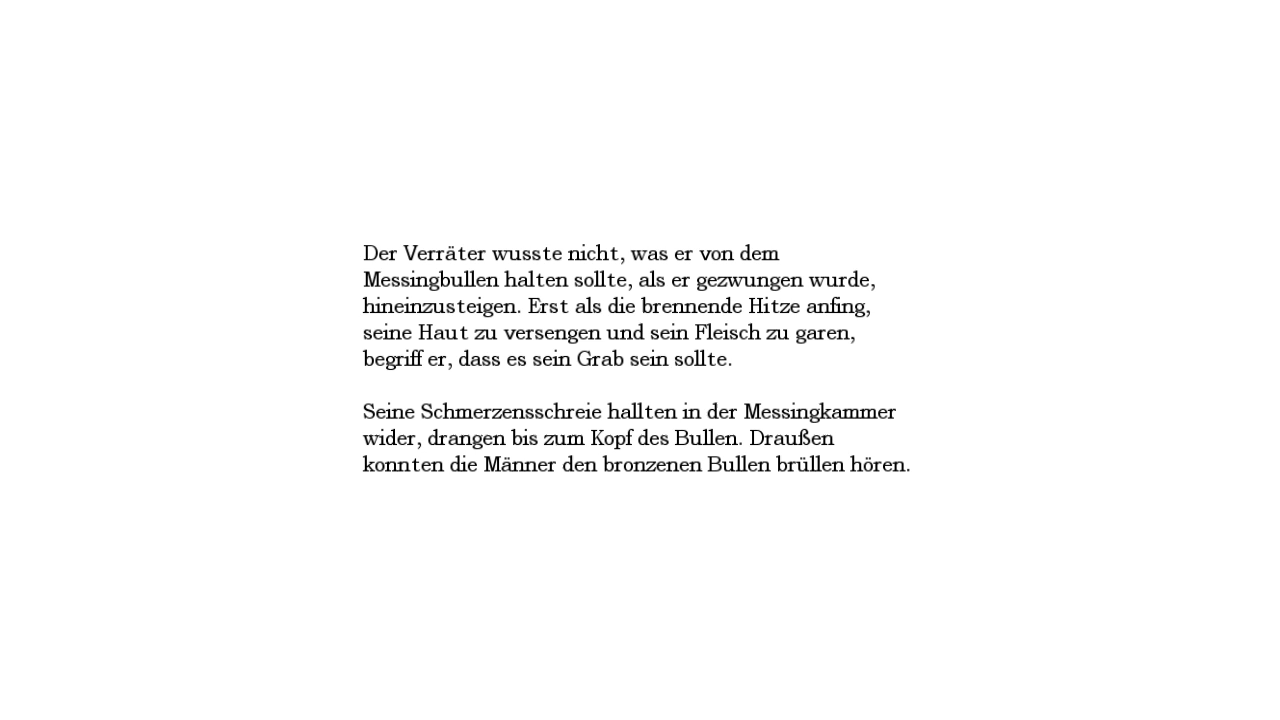 Der Verräter wusste nicht, was er von dem
Messingbullen halten sollte, als er gezwungen wurde,
hineinzusteigen. Erst als die brennende Hitze anfing,
seine Haut zu versengen und sein Fleisch zu garen,
begriff er, dass es sein Grab sein sollte.
Seine Schmerzensschreie hallten in der Messingkammer
wider, drangen bis zum Kopf des Bullen. Draußen
konnten die Männer den bronzenen Bullen brüllen hören.